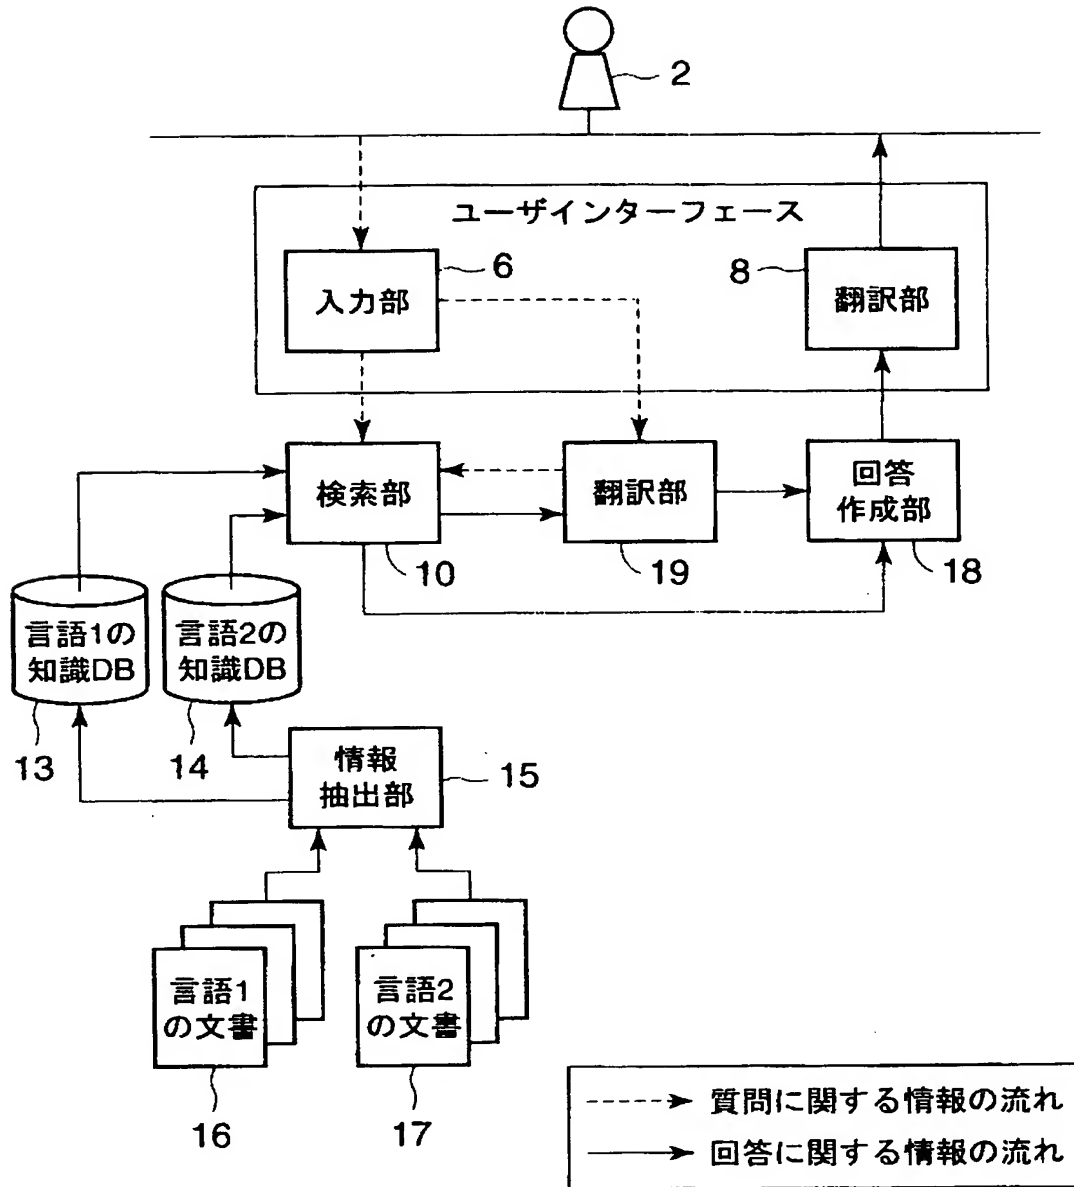 2
ユーザインターフェース
6
入力部
8
翻訳部
検索部
10
翻訳部
19
回答
作成部
18
言語1の
知識DB
13
言語2の
知識DB
14
情報
抽出部
15
言語1
の文書
16
言語2
の文書
17
質問に関する情報の流れ
回答に関する情報の流れ